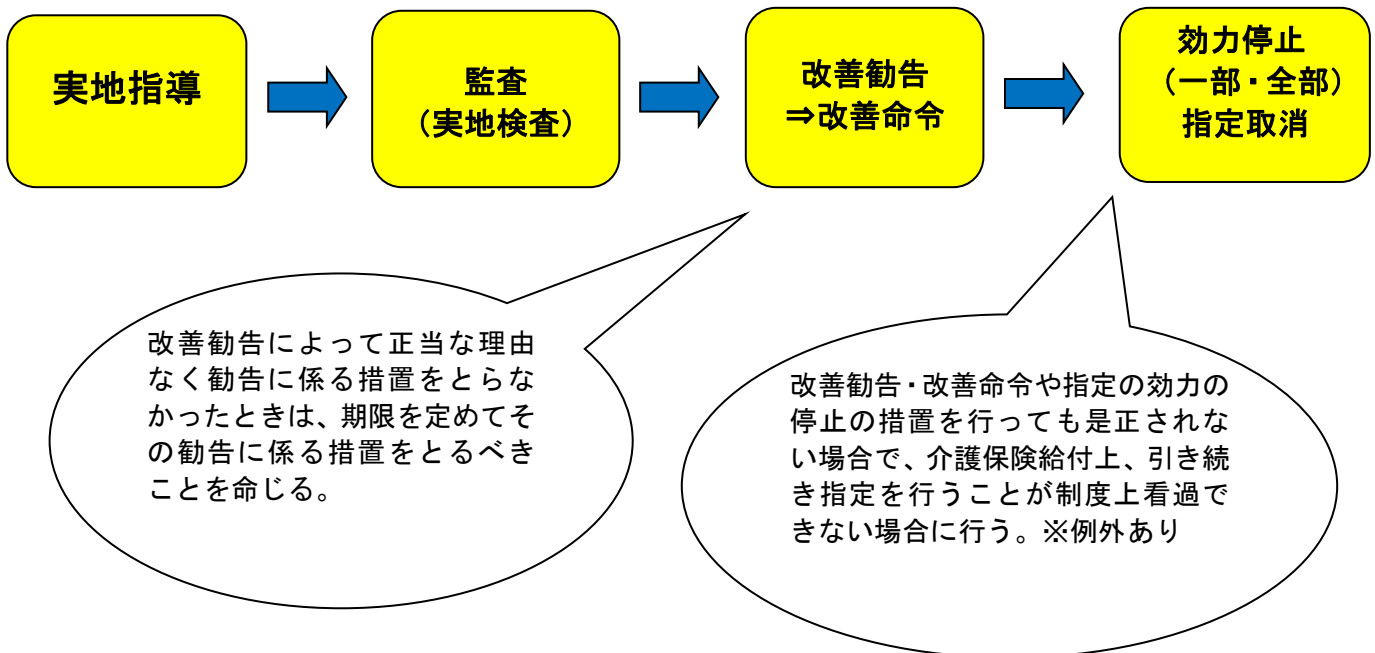 実地指導
監査
（実地検査）
改善勧告
⇒改善命令
効力停止
（一部・全部）
指定取消
改善勧告によって正当な理由
なく勧告に係る措置をとらな
かったときは、期限を定めてそ
の勧告に係る措置をとるべき
ことを命じる。
改善勧告・改善命令や指定の効力の
停止の措置を行っても是正されな
い場合で、介護保険給付上、引き続
き指定を行うことが制度上看過で
きない場合に行う。※例外あり